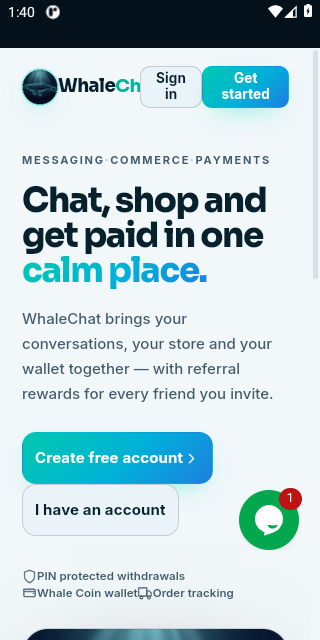 1:40
WhaleCh
Sign in
Get started
MESSAGING·COMMERCE·PAYMENTS
Chat, shop and
get paid in one
calm place.
WhaleChat brings your
conversations, your store and your
wallet together — with referral
rewards for every friend you invite.
Create free account
I have an account
1
PIN protected withdrawals
Whale Coin wallet
Order tracking